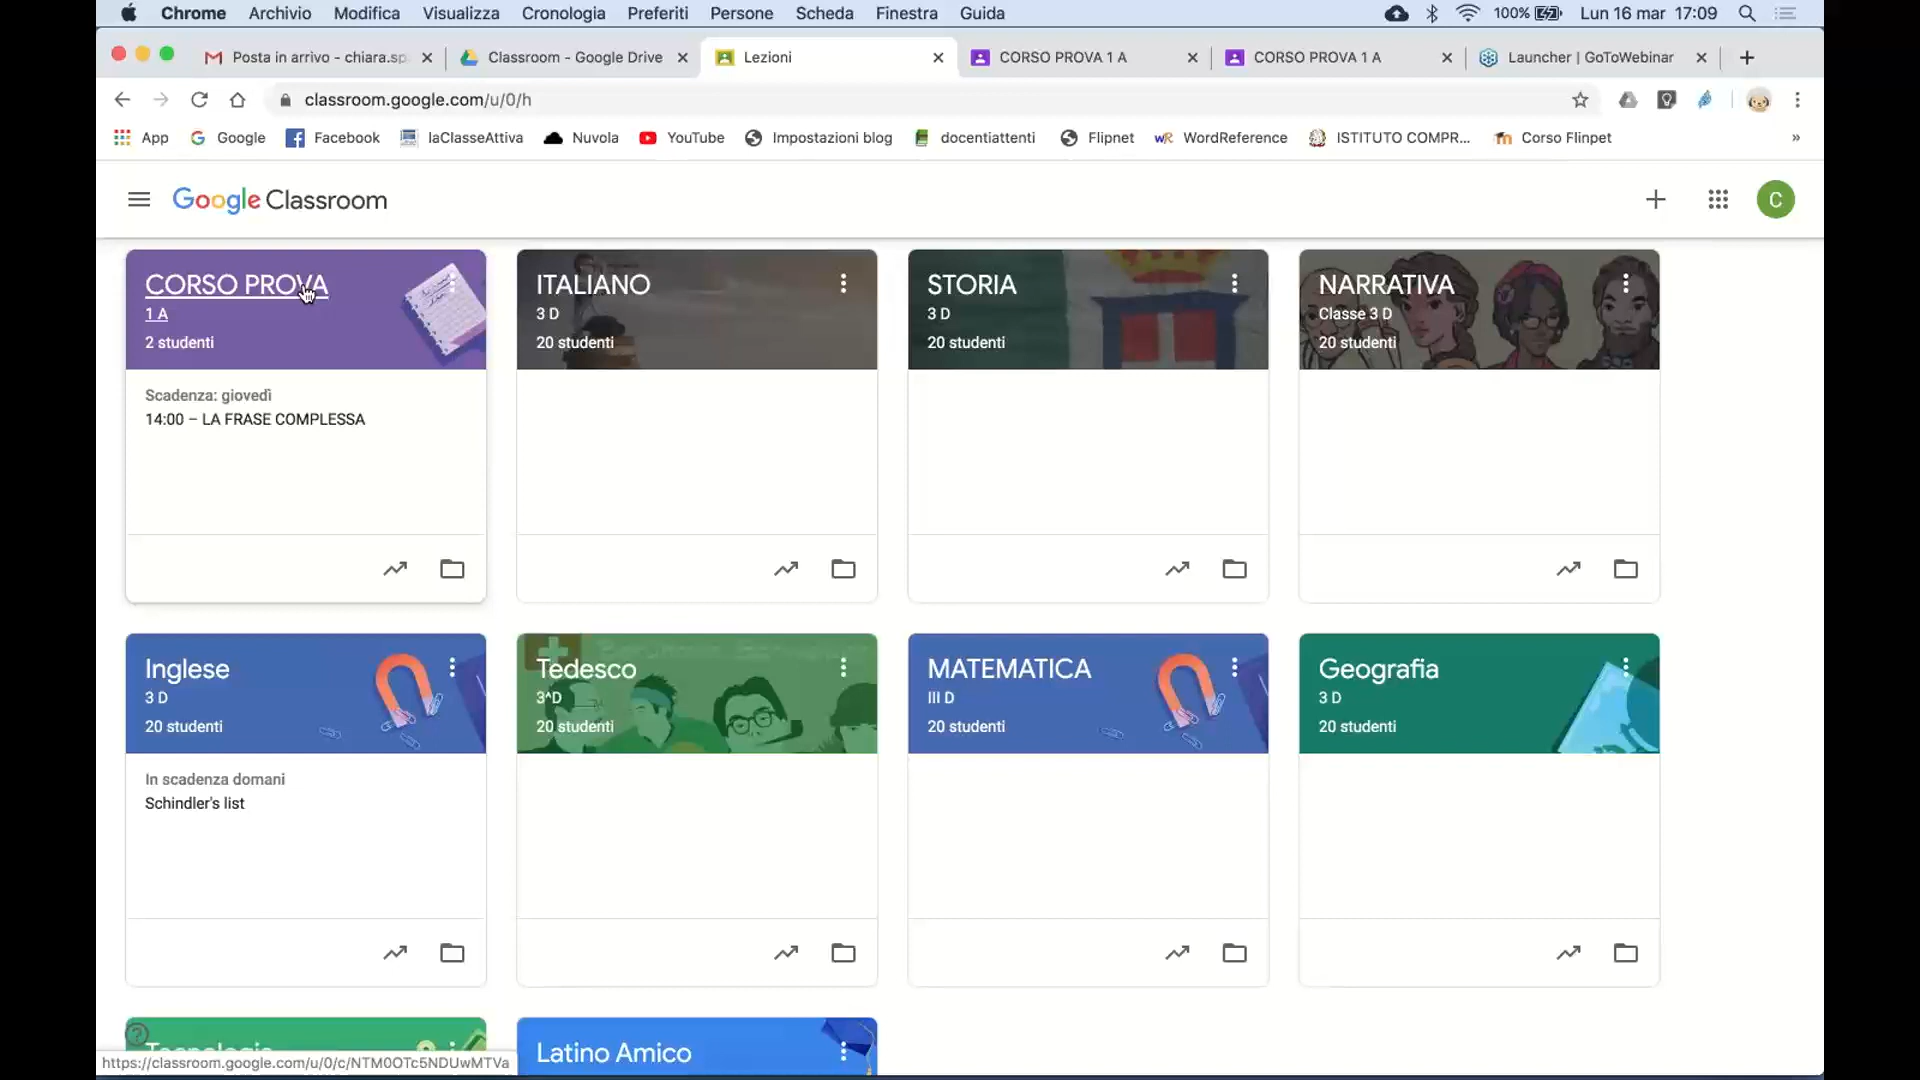 Chrome Archivio Modifica Visualizza Cronologia Preferiti Persone Scheda Finestra Guida 100% Lun 16 mar 17:09
Posta in arrivo - chiara.sp Classroom - Google Drive Lezioni CORSO PROVA 1 A CORSO PROVA 1 A Launcher | GoToWebinar
classroom.google.com/u/0/h
App Google Facebook laClasseAttiva Nuvola YouTube Impostazioni blog docentiattenti Flipnet WordReference ISTITUTO COMPR... Corso Flinpet »
Google Classroom C
CORSO PROVA
1 A
2 studenti
Scadenza: giovedì
14:00 – LA FRASE COMPLESSA
ITALIANO
3 D
20 studenti
STORIA
3 D
20 studenti
NARRATIVA
Classe 3 D
20 studenti
Inglese
3 D
20 studenti
In scadenza domani
Schindler's list
Tedesco
3^D
20 studenti
MATEMATICA
III D
20 studenti
Geografia
3 D
20 studenti
Tecnologia
Latino Amico
https://classroom.google.com/u/0/c/NTM0OTc5NDUwMTVa